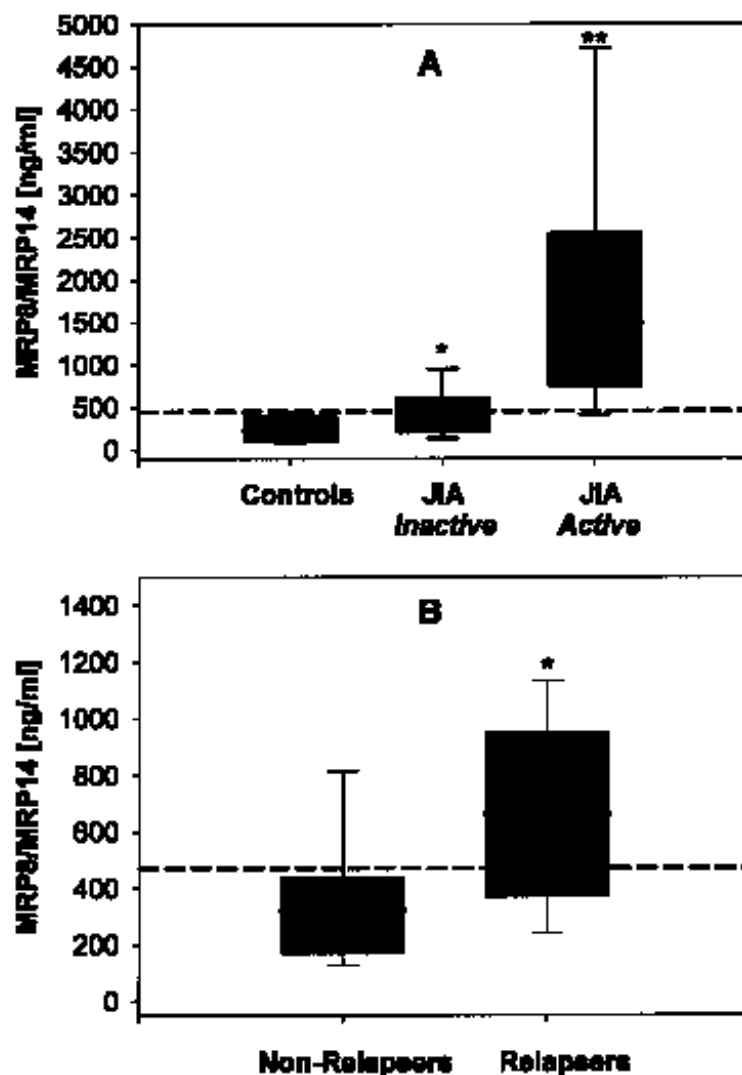 A
MRP8/MRP14 [ng/ml]
5000
4500
4000
3500
3000
2500
2000
1500
1000
500
0
**
*
Controls
JIA
Inactive
JIA
Active
B
MRP8/MRP14 [ng/ml]
1400
1200
1000
800
600
400
200
0
*
Non-Relapsers
Relapsers